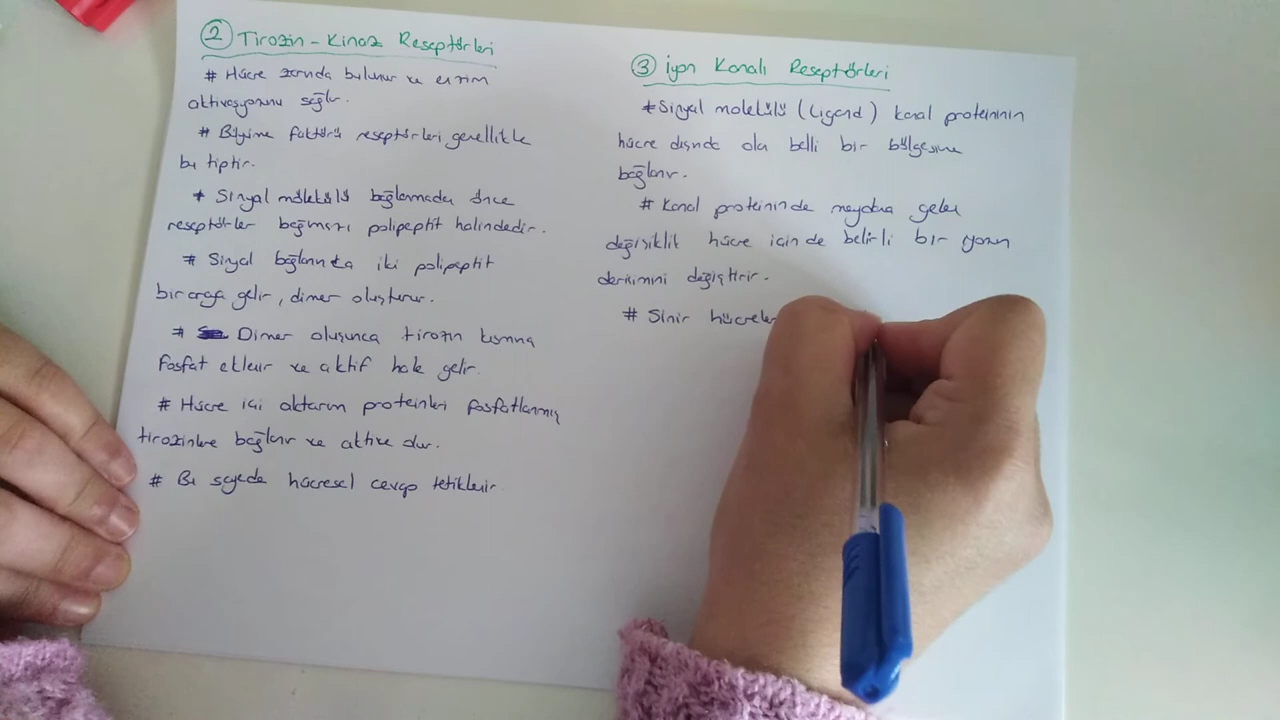 2 Tirozin-Kinaz Reseptörleri
# Hücre zarında bulunur ve enzim
aktivasyonunu sağlar.
# Büyüme faktörü reseptörleri genellikle
bu tiptir.
# Sinyal mölekülü bağlanmadan önce
reseptörler bağımsız polipeptit halindedir.
# Sinyal bağlanınca iki polipeptit
bir araya gelir, dimer oluşturur.
# Dimer oluşunca tirozin kısmına
fosfat eklenir ve aktif hale gelir.
# Hücre içi aktarım proteinleri fosfatlanmış
tirozinlere bağlanır ve aktive olur.
# Bu sayede hücresel cevap tetiklenir
3 İyon Kanalı Reseptörleri
# Sinyal molekülü (Ligand) kanal proteininin
hücre dışında olan belli bir bölgesine
bağlanır.
# Kanal proteininde meydana gelen
değişiklik hücre içinde belirli bir iyonun
derişimini değiştirir.
# Sinir hücreler